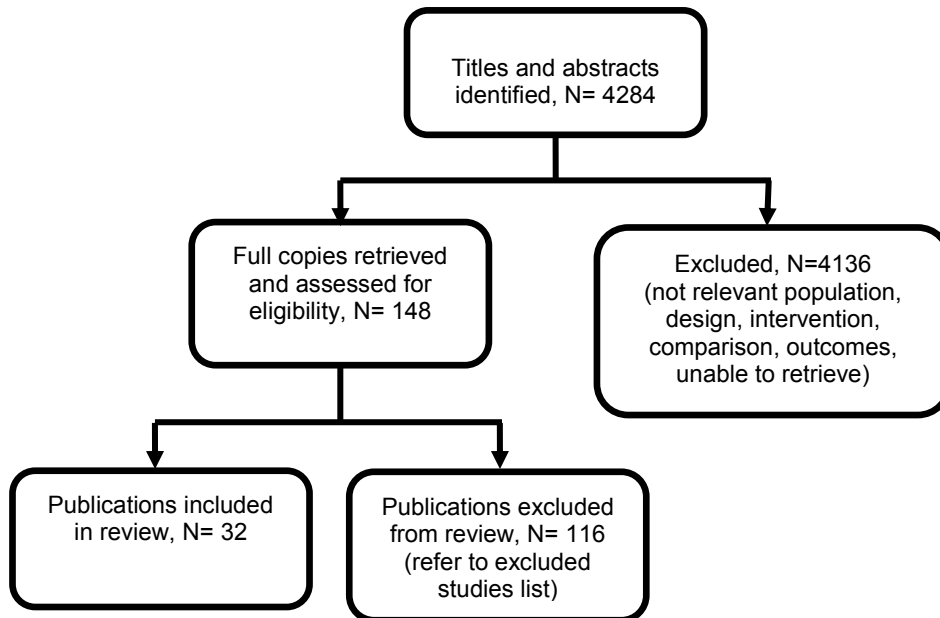 Titles and abstracts
identified, N= 4284
Full copies retrieved
and assessed for
eligibility, N= 148
Excluded, N=4136
(not relevant population,
design, intervention,
comparison, outcomes,
unable to retrieve)
Publications included
in review, N= 32
Publications excluded
from review, N= 116
(refer to excluded
studies list)